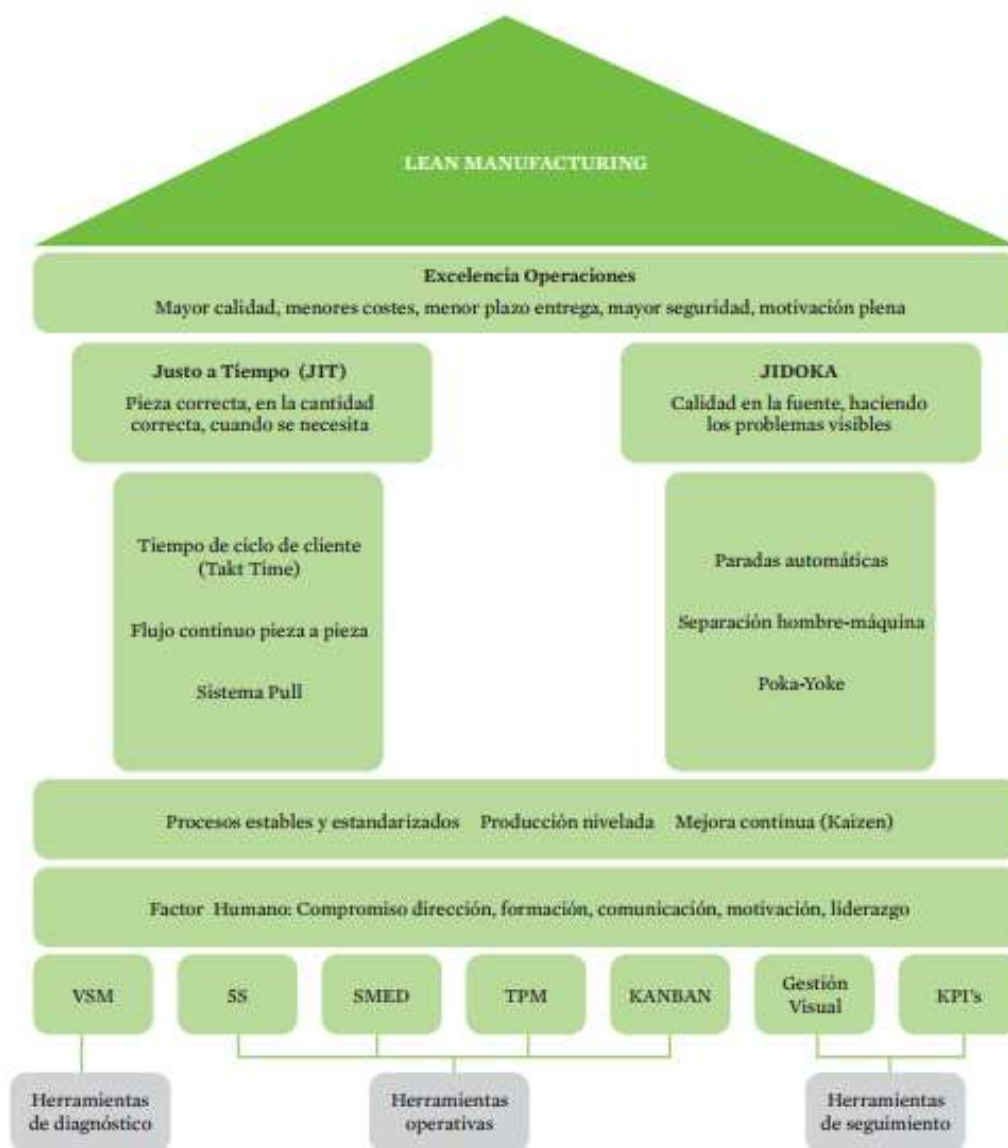 LEAN MANUFACTURING
Excelencia Operaciones
Mayor calidad, menores costes, menor plazo entrega, mayor seguridad, motivación plena
Justo a Tiempo (JIT)
Pieza correcta, en la cantidad
correcta, cuando se necesita
JIDOKA
Calidad en la fuente, haciendo
los problemas visibles
Tiempo de ciclo de cliente
(Takt Time)
Flujo continuo pieza a pieza
Sistema Pull
Paradas automáticas
Separación hombre-máquina
Poka-Yoke
Procesos estables y estandarizados Producción nivelada Mejora continua (Kaizen)
Factor Humano: Compromiso dirección, formación, comunicación, motivación, liderazgo
VSM
5S
SMED
TPM
KANBAN
Gestión
Visual
KPI's
Herramientas
de diagnóstico
Herramientas
operativas
Herramientas
de seguimiento